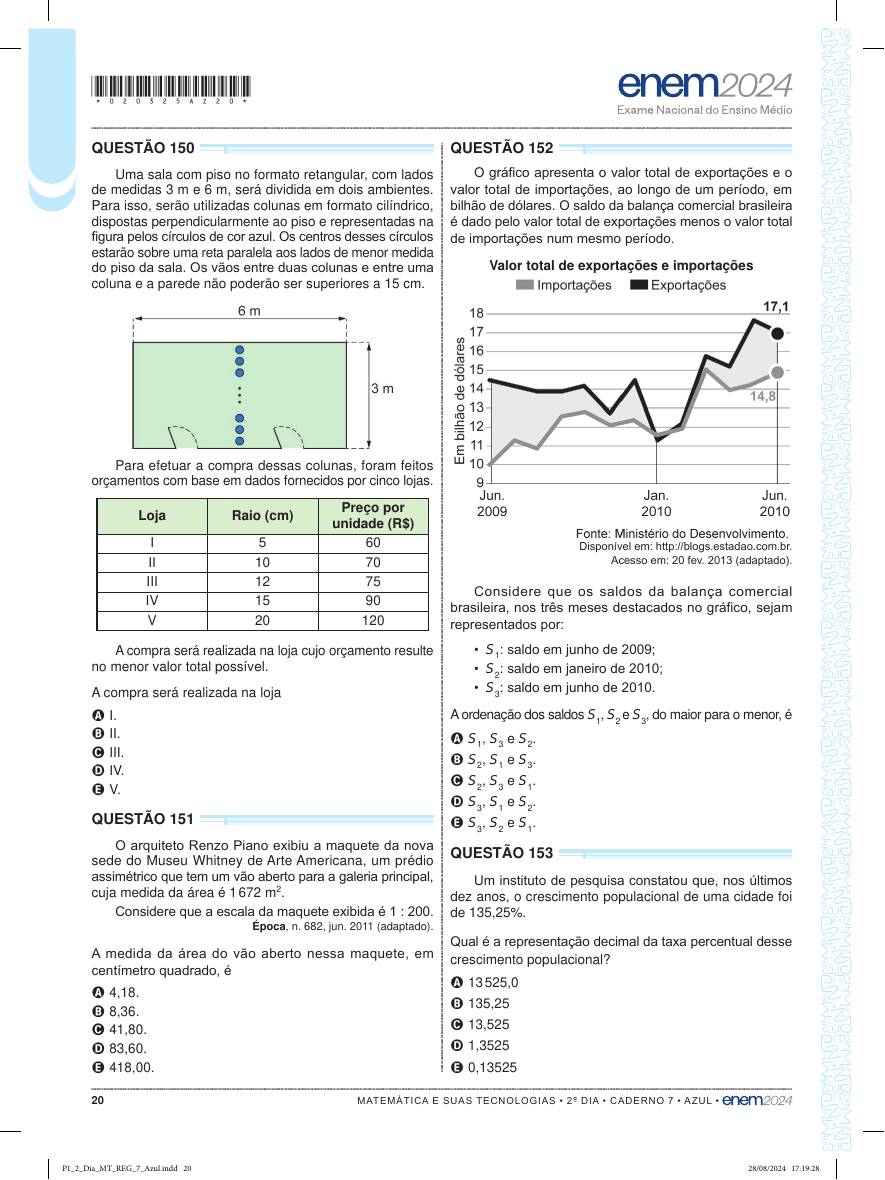 *020325AZ20*
enem2024
Exame Nacional do Ensino Médio
QUESTÃO 150
Uma sala com piso no formato retangular, com lados
de medidas 3 m e 6 m, será dividida em dois ambientes.
Para isso, serão utilizadas colunas em formato cilíndrico,
dispostas perpendicularmente ao piso e representadas na
figura pelos círculos de cor azul. Os centros desses círculos
estarão sobre uma reta paralela aos lados de menor medida
do piso da sala. Os vãos entre duas colunas e entre uma
coluna e a parede não poderão ser superiores a 15 cm.
6 m
3 m
Para efetuar a compra dessas colunas, foram feitos
orçamentos com base em dados fornecidos por cinco lojas.
Loja Raio (cm) Preço por
unidade (R$)
I 5 60
II 10 70
III 12 75
IV 15 90
V 20 120
A compra será realizada na loja cujo orçamento resulte
no menor valor total possível.
A compra será realizada na loja
A I.
B II.
C III.
D IV.
E V.
QUESTÃO 151
O arquiteto Renzo Piano exibiu a maquete da nova
sede do Museu Whitney de Arte Americana, um prédio
assimétrico que tem um vão aberto para a galeria principal,
cuja medida da área é 1 672 m².
Considere que a escala da maquete exibida é 1 : 200.
Época, n. 682, jun. 2011 (adaptado).
A medida da área do vão aberto nessa maquete, em
centímetro quadrado, é
A 4,18.
B 8,36.
C 41,80.
D 83,60.
E 418,00.
QUESTÃO 152
O gráfico apresenta o valor total de exportações e o
valor total de importações, ao longo de um período, em
bilhão de dólares. O saldo da balança comercial brasileira
é dado pelo valor total de exportações menos o valor total
de importações num mesmo período.
Valor total de exportações e importações
Importações Exportações
17,1
18
17
16
15
14
13
12
11
10
9
14,8
Em bilhão de dólares
Jun. Jan. Jun.
2009 2010 2010
Fonte: Ministério do Desenvolvimento.
Disponível em: http://blogs.estadao.com.br.
Acesso em: 20 fev. 2013 (adaptado).
Considere que os saldos da balança comercial
brasileira, nos três meses destacados no gráfico, sejam
representados por:
• S₁: saldo em junho de 2009;
• S₂: saldo em janeiro de 2010;
• S₃: saldo em junho de 2010.
A ordenação dos saldos S₁, S₂ e S₃, do maior para o menor, é
A S₁, S₃ e S₂.
B S₂, S₁ e S₃.
C S₂, S₃ e S₁.
D S₃, S₁ e S₂.
E S₃, S₂ e S₁.
QUESTÃO 153
Um instituto de pesquisa constatou que, nos últimos
dez anos, o crescimento populacional de uma cidade foi
de 135,25%.
Qual é a representação decimal da taxa percentual desse
crescimento populacional?
A 13 525,0
B 135,25
C 13,525
D 1,3525
E 0,13525
20
MATEMÁTICA E SUAS TECNOLOGIAS • 2º DIA • CADERNO 7 • AZUL • enem2024
P1_2_Dia_MT_REG_7_Azul.indd 20
28/08/2024 17:19:28